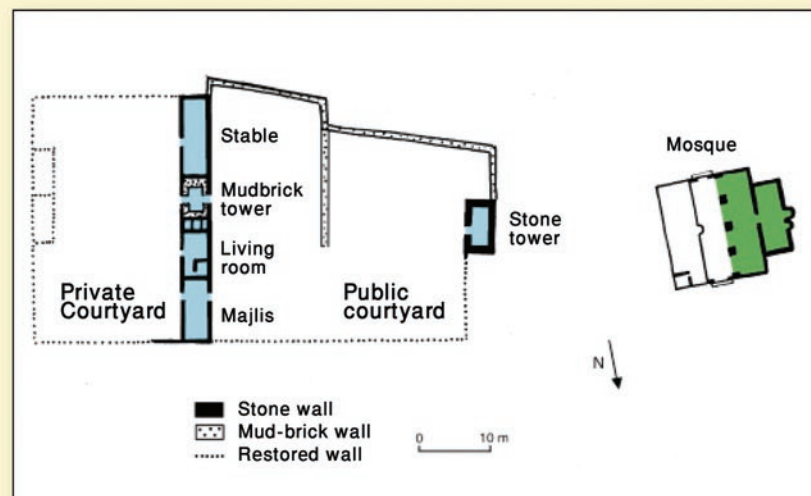 Stable
Mudbrick
tower
Living
room
Majlis
Private
Courtyard
Public
courtyard
Stone
tower
Mosque
N
Stone wall
Mud-brick wall
Restored wall
0 10 m